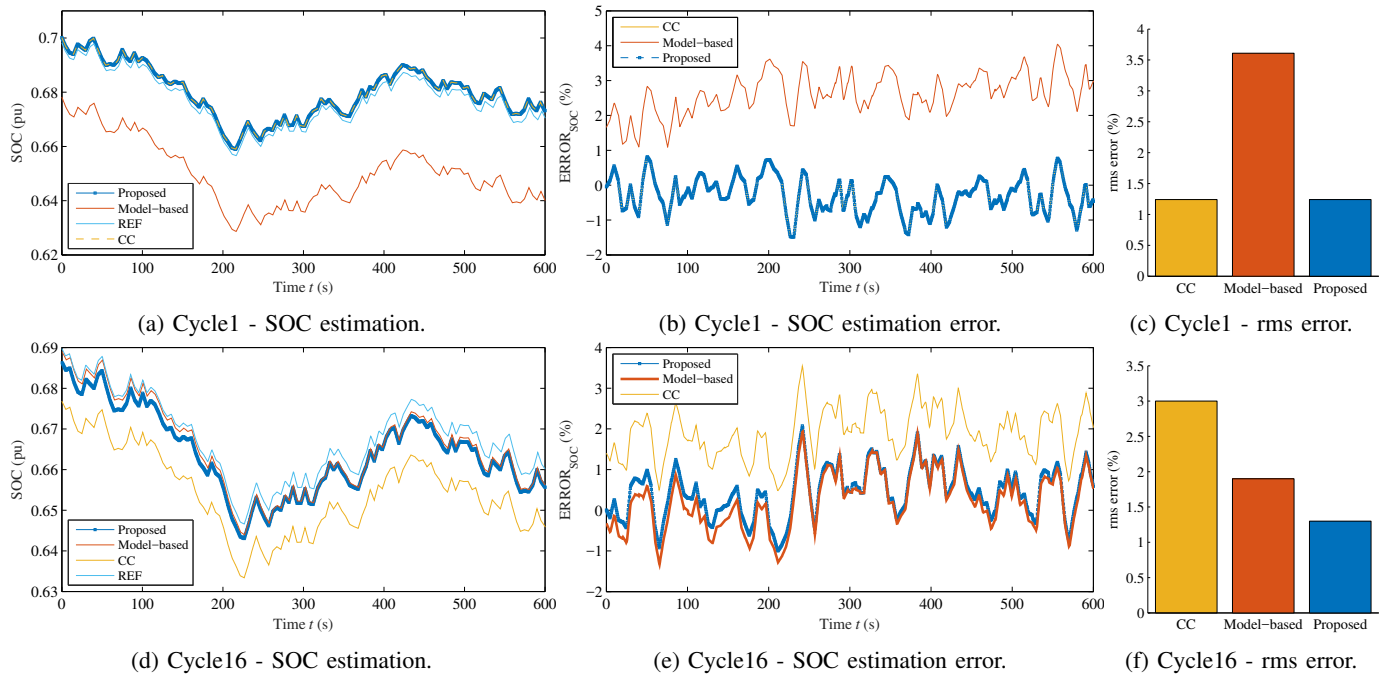 0.7
0.68
0.66
0.64
0.62
SOC (pu)
Proposed
Model-based
REF
CC
0 100 200 300 400 500 600
Time t (s)
(a) Cycle1 - SOC estimation.
5
4
3
2
1
0
−1
−2
ERROR_SOC (%)
CC
Model−based
Proposed
0 100 200 300 400 500 600
Time t (s)
(b) Cycle1 - SOC estimation error.
4
3.5
3
2.5
2
1.5
1
0.5
0
rms error (%)
CC Model−based Proposed
(c) Cycle1 - rms error.
0.69
0.68
0.67
0.66
0.65
0.64
0.63
SOC (pu)
Proposed
Model-based
CC
REF
0 100 200 300 400 500 600
Time t (s)
(d) Cycle16 - SOC estimation.
4
3
2
1
0
−1
−2
ERROR_SOC (%)
Proposed
Model−based
CC
0 100 200 300 400 500 600
Time t (s)
(e) Cycle16 - SOC estimation error.
3.5
3
2.5
2
1.5
1
0.5
0
rms error (%)
CC Model−based Proposed
(f) Cycle16 - rms error.